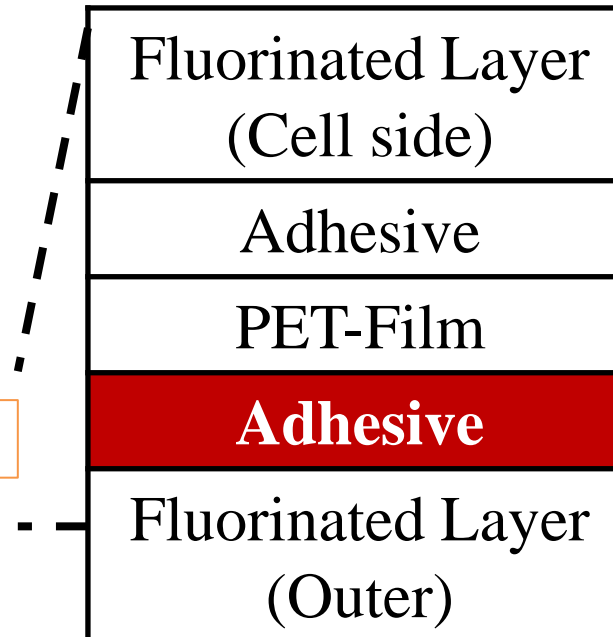 Fluorinated Layer
(Cell side)
Adhesive
PET-Film
Adhesive
Fluorinated Layer
(Outer)